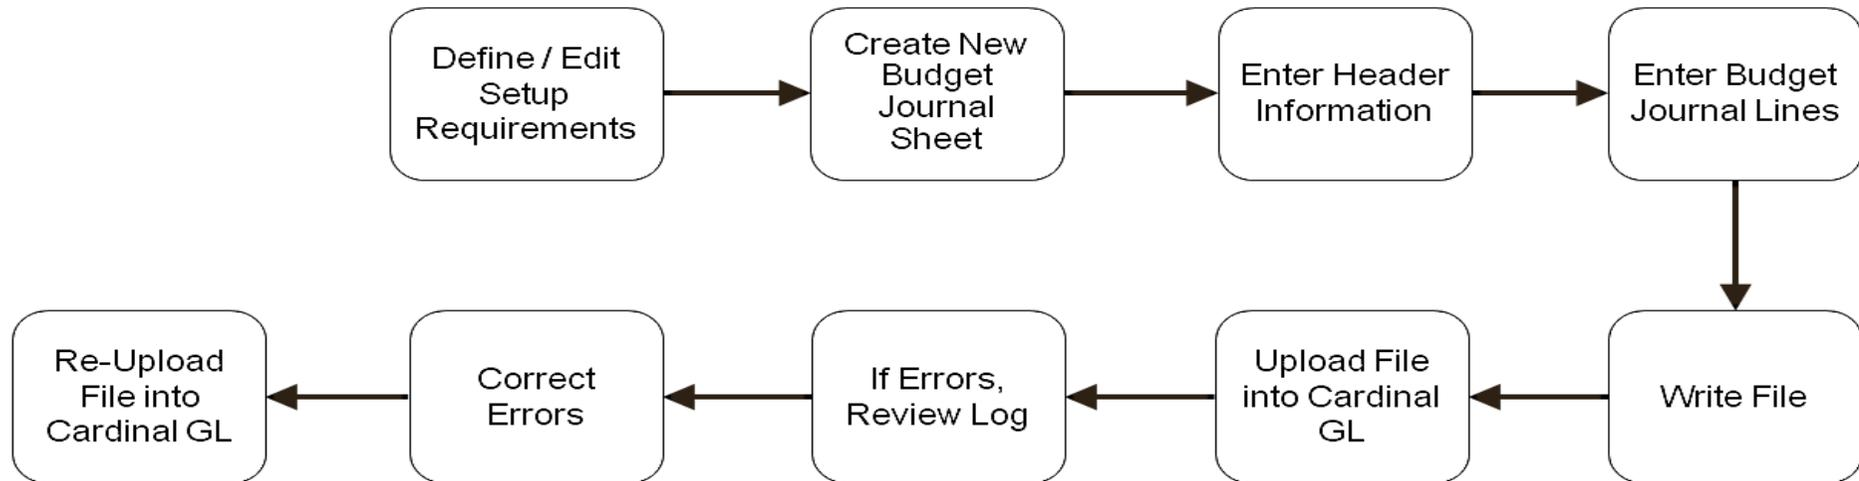 Define / Edit
Setup
Requirements
Create New
Budget
Journal
Sheet
Enter Header
Information
Enter Budget
Journal Lines
Write File
Upload File
into Cardinal
GL
If Errors,
Review Log
Correct
Errors
Re-Upload
File into
Cardinal GL